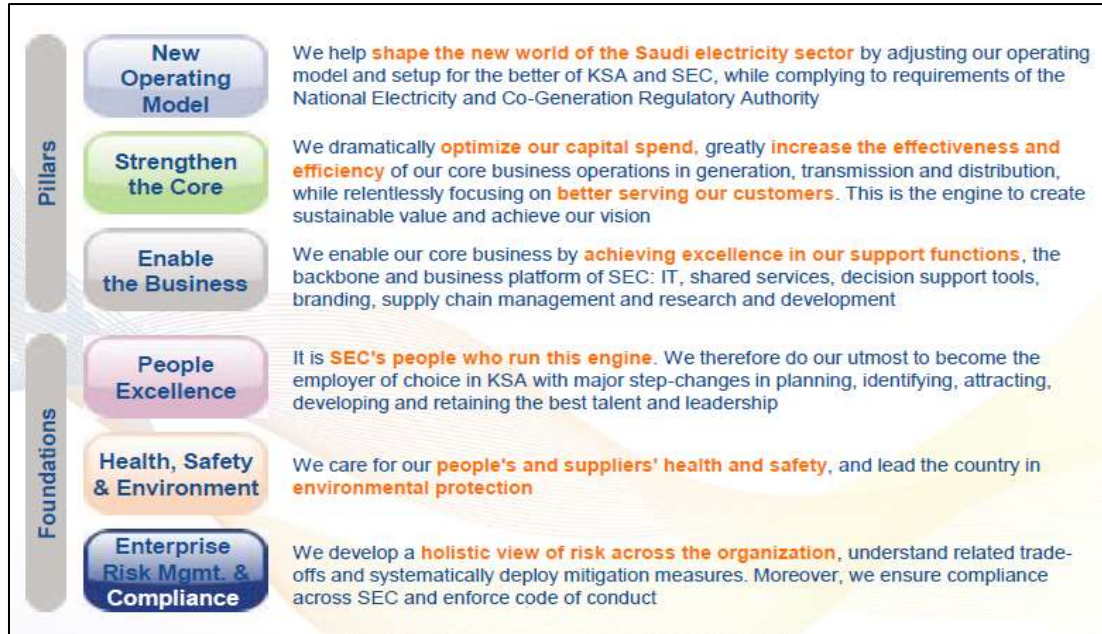 Pillars
New
Operating
Model
We help shape the new world of the Saudi electricity sector by adjusting our operating
model and setup for the better of KSA and SEC, while complying to requirements of the
National Electricity and Co-Generation Regulatory Authority
Strengthen
the Core
We dramatically optimize our capital spend, greatly increase the effectiveness and
efficiency of our core business operations in generation, transmission and distribution,
while relentlessly focusing on better serving our customers. This is the engine to create
sustainable value and achieve our vision
Enable
the Business
We enable our core business by achieving excellence in our support functions, the
backbone and business platform of SEC: IT, shared services, decision support tools,
branding, supply chain management and research and development
Foundations
People
Excellence
It is SEC's people who run this engine. We therefore do our utmost to become the
employer of choice in KSA with major step-changes in planning, identifying, attracting,
developing and retaining the best talent and leadership
Health, Safety
& Environment
We care for our people's and suppliers' health and safety, and lead the country in
environmental protection
Enterprise
Risk Mgmt. &
Compliance
We develop a holistic view of risk across the organization, understand related trade-
offs and systematically deploy mitigation measures. Moreover, we ensure compliance
across SEC and enforce code of conduct